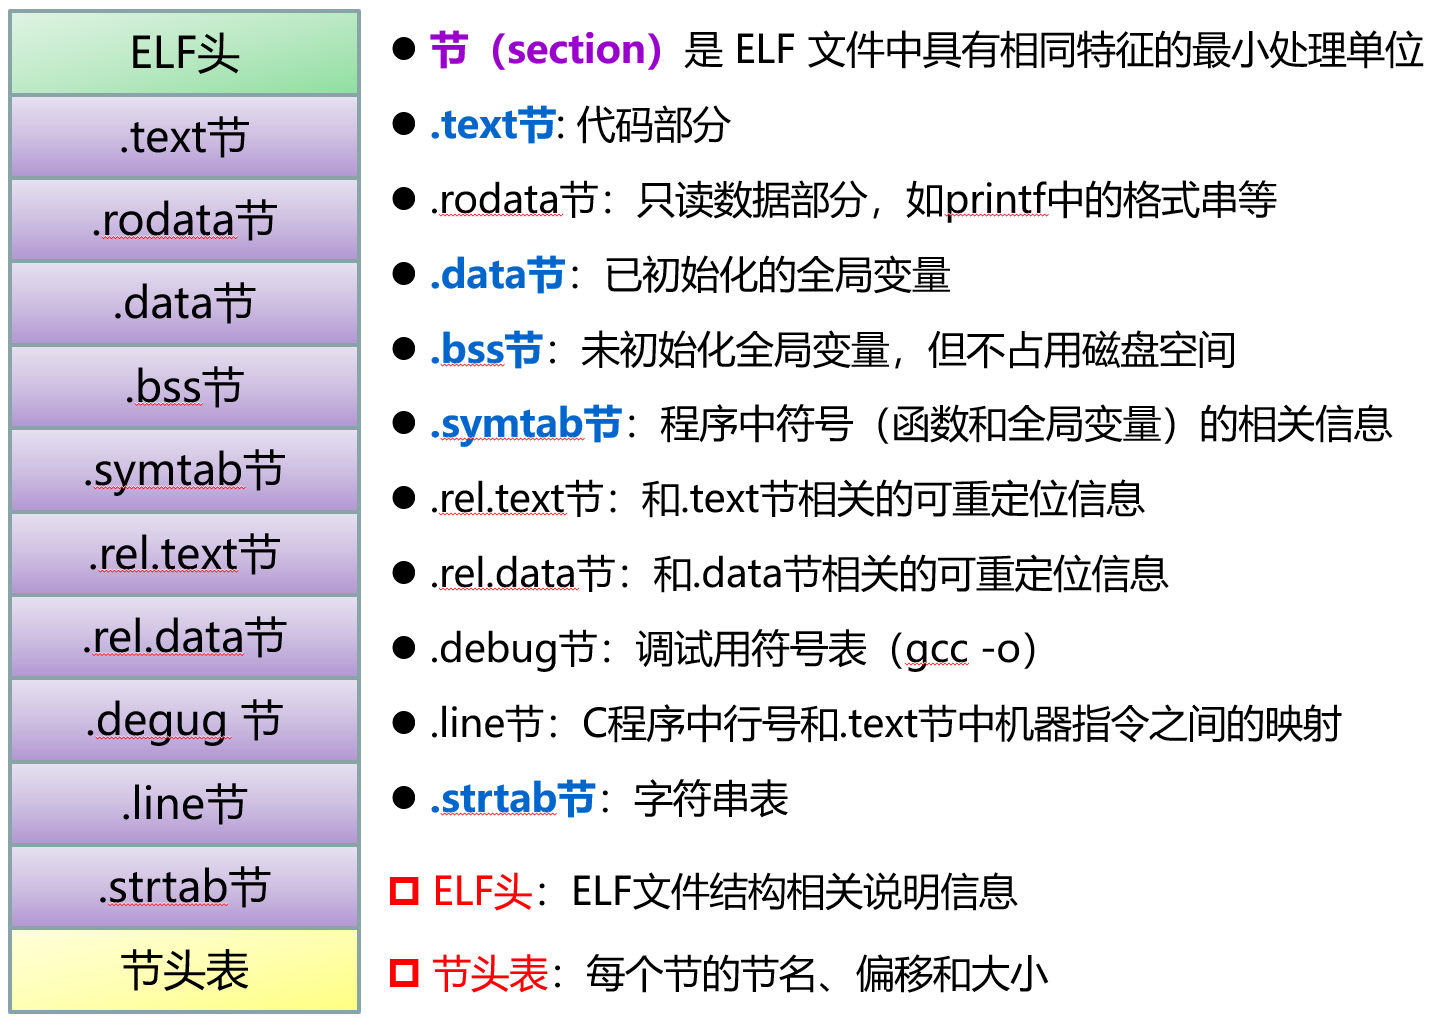 ELF头
.text节
.rodata节
.data节
.bss节
.symtab节
.rel.text节
.rel.data节
.degug 节
.line节
.strtab节
节头表
● 节（section）是 ELF 文件中具有相同特征的最小处理单位
● .text节: 代码部分
● .rodata节：只读数据部分，如printf中的格式串等
● .data节：已初始化的全局变量
● .bss节：未初始化全局变量，但不占用磁盘空间
● .symtab节：程序中符号（函数和全局变量）的相关信息
● .rel.text节：和.text节相关的可重定位信息
● .rel.data节：和.data节相关的可重定位信息
● .debug节：调试用符号表（gcc -o）
● .line节：C程序中行号和.text节中机器指令之间的映射
● .strtab节：字符串表
ELF头：ELF文件结构相关说明信息
节头表：每个节的节名、偏移和大小